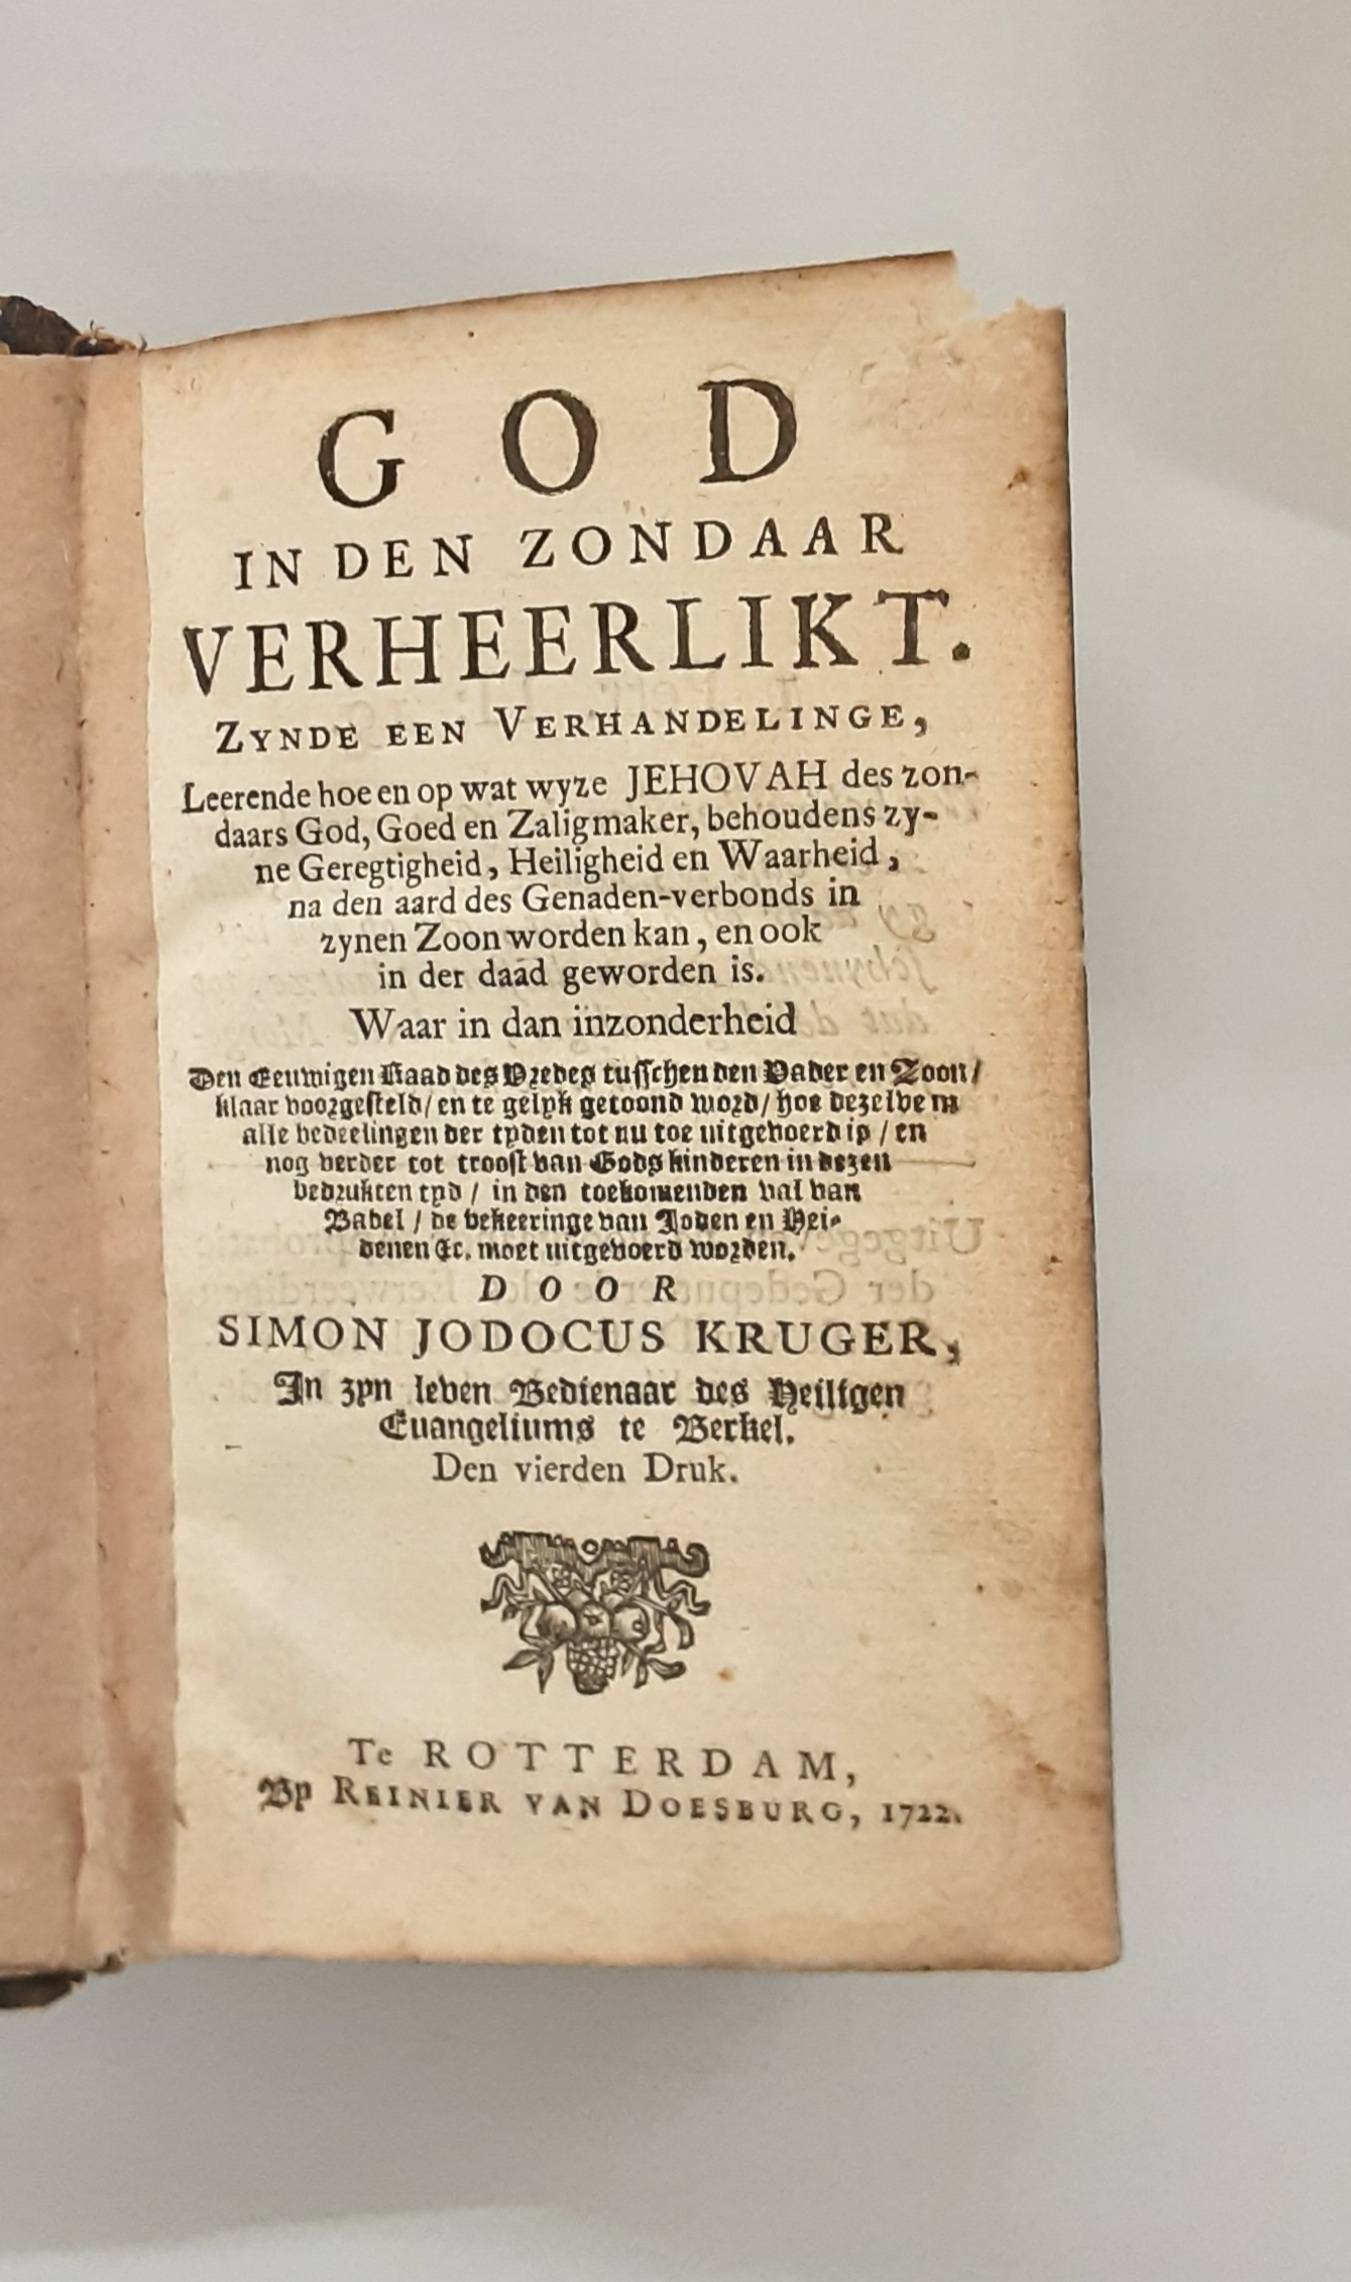 GOD
IN DEN ZONDAAR
VERHEERLIKT.
ZYNDE EEN VERHANDELINGE,
Leerende hoe en op wat wyze JEHOVAH des zon-
daars God, Goed en Zaligmaker, behoudens zy-
ne Geregtigheid, Heiligheid en Waarheid,
na den aard des Genaden-verbonds in
zynen Zoon worden kan, en ook
in der daad geworden is.
Waar in dan inzonderheid
Den Eeuwigen Raad des Vredes tusschen den Vader en Zoon/
klaar voorgesteld/ en te gelyk getoond word/ hoe dezelve in
alle bedeelingen der tyden tot nu toe uitgevoerd is/ en
nog verder tot troost van Gods kinderen in dezen
bedrukten tyd/ in den toekomenden val van
Babel/ de bekeeringe van Joden en Hei-
denen &c. moet uitgevoerd worden.
DOOR
SIMON JODOCUS KRUGER,
In zyn leven Bedienaar des Heiligen
Euangeliums te Berkel.
Den vierden Druk.
Te ROTTERDAM,
By REINIER VAN DOESBURG, 1722.